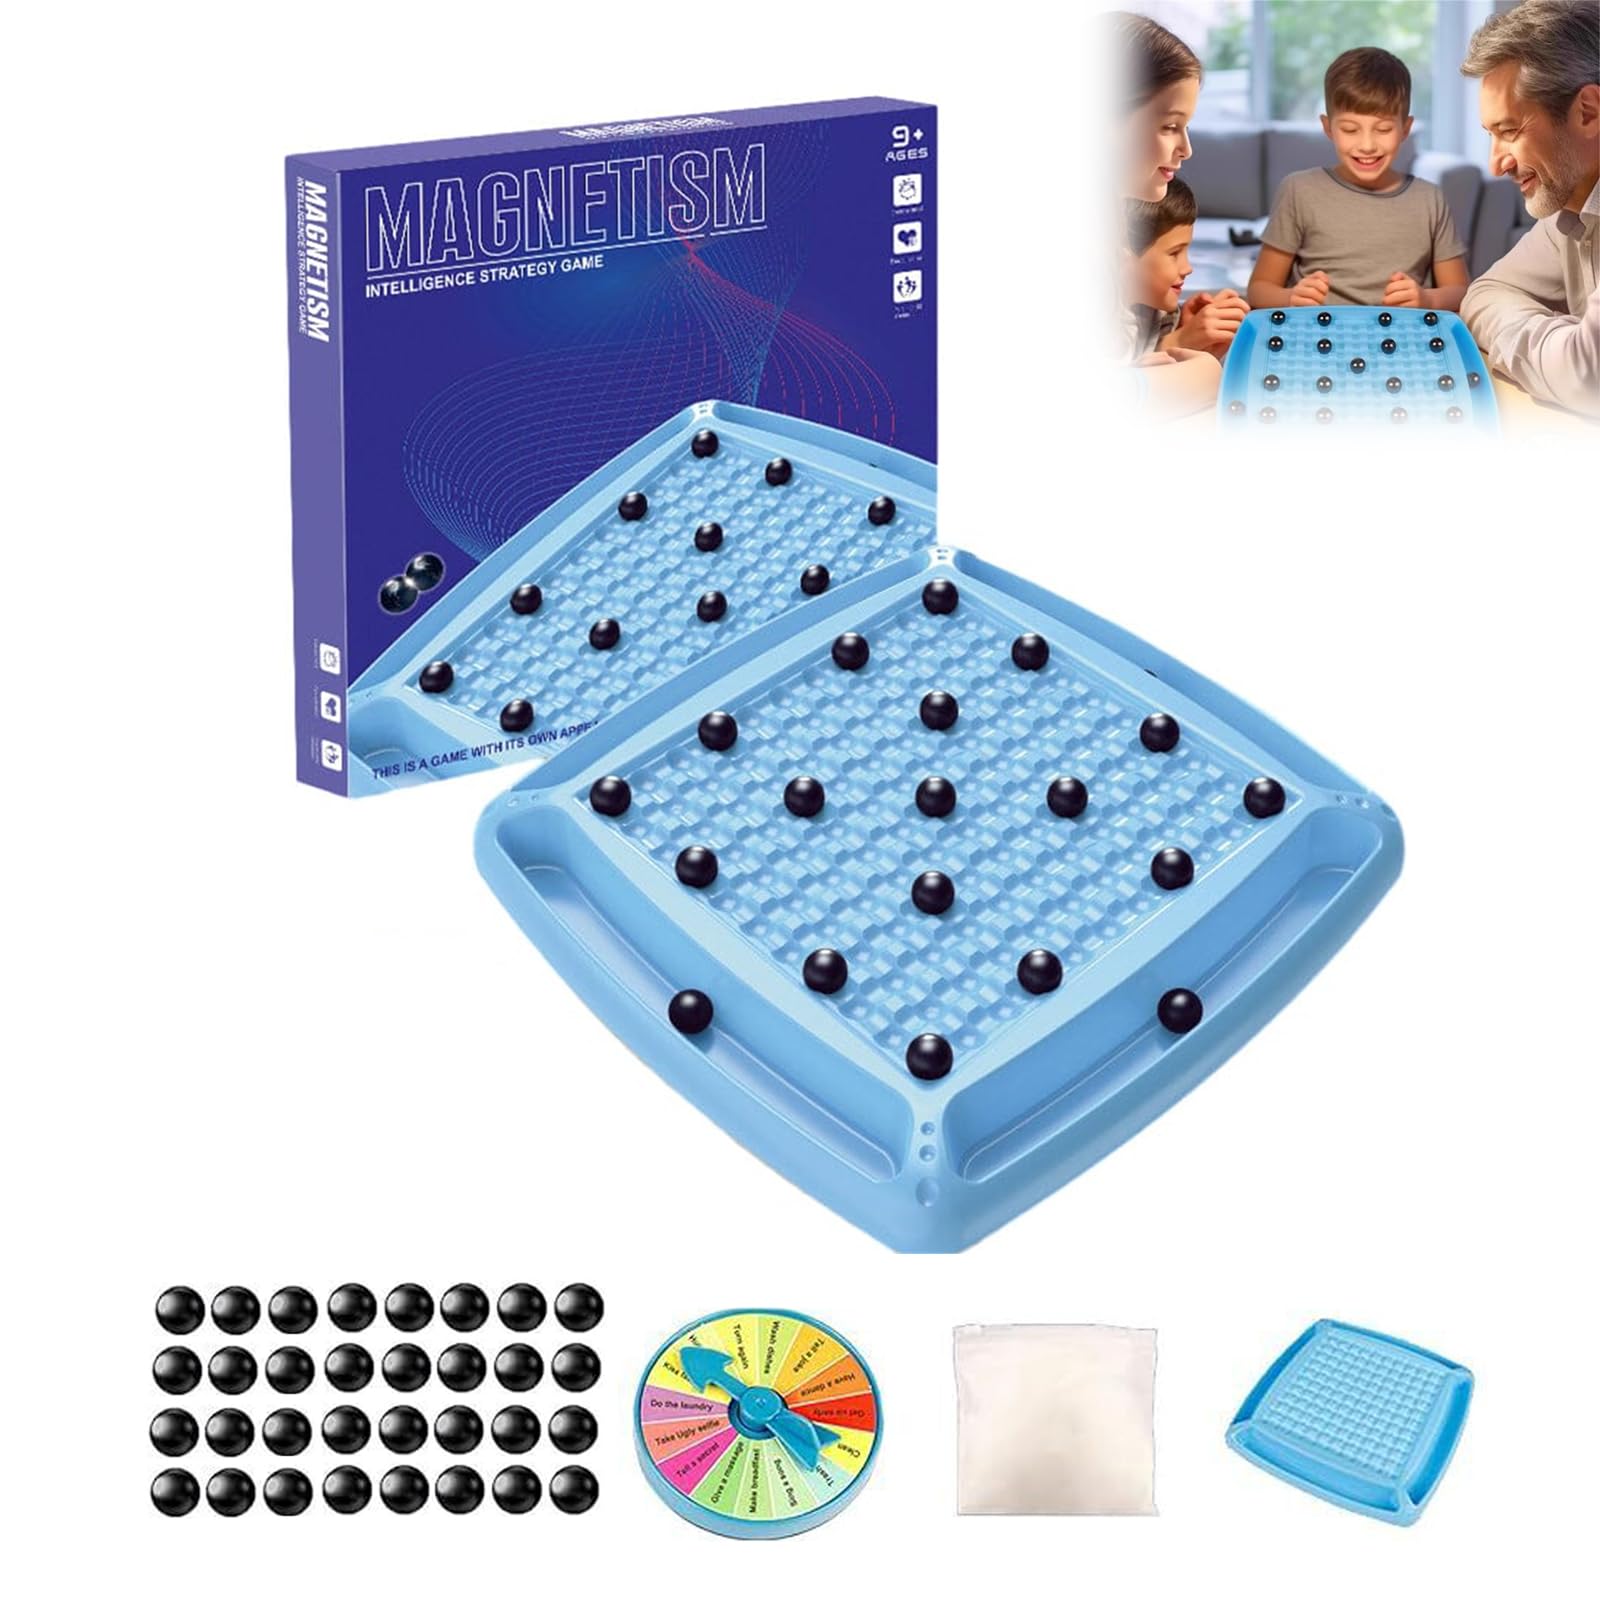 MAGNETISM
9+
AGES
MAGNETISM
INTELLIGENCE STRATEGY GAME
MAGNETISM
INTELLIGENCE STRATEGY GAME
THIS IS A GAME WITH ITS OWN
Turn again
Wash dishes
Tell a joke
Have a dance
Get up early
Clean
Trash
Sing a song
Make breakfast
Give a massage
Tell a secret
Take Ugly selfie
Do the laundry